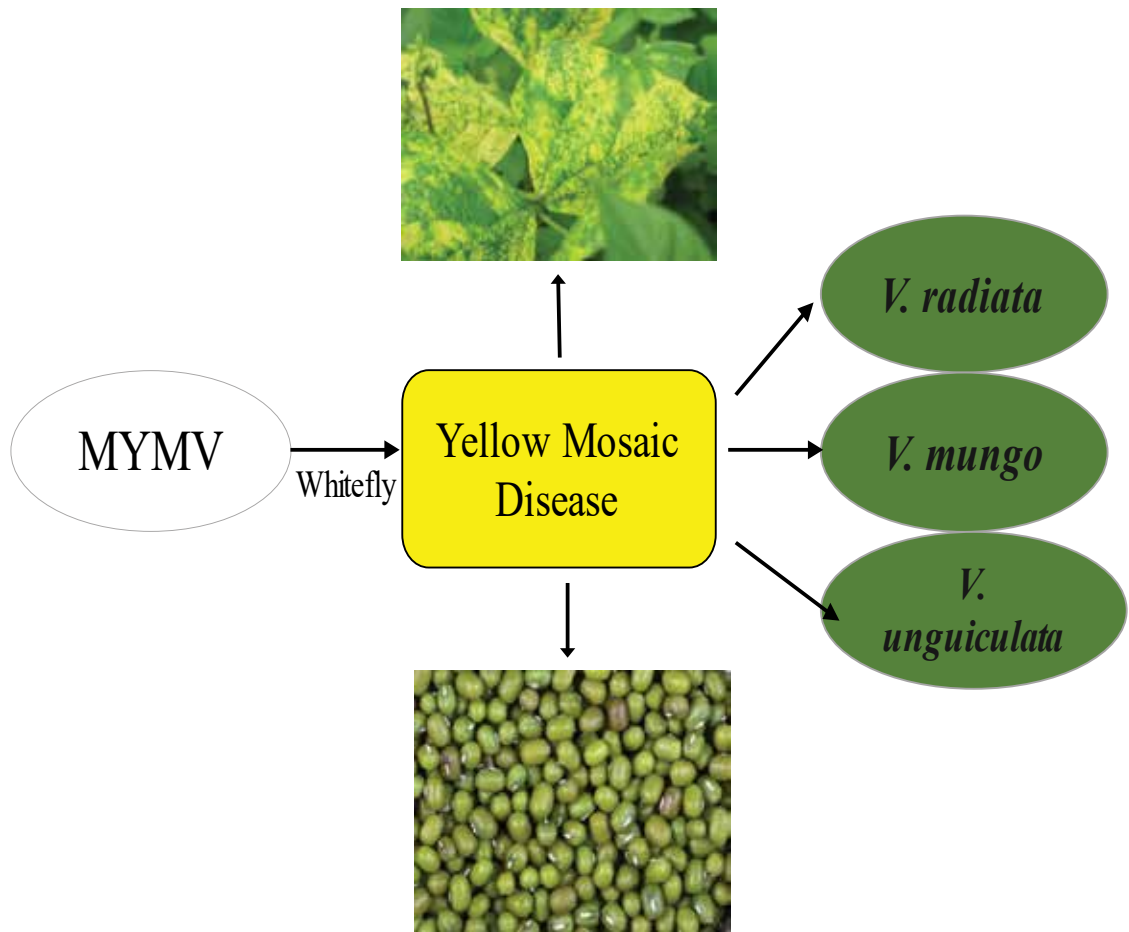 MYMV
Whitefly
Yellow Mosaic
Disease
V. radiata
V. mungo
V.
unguiculata